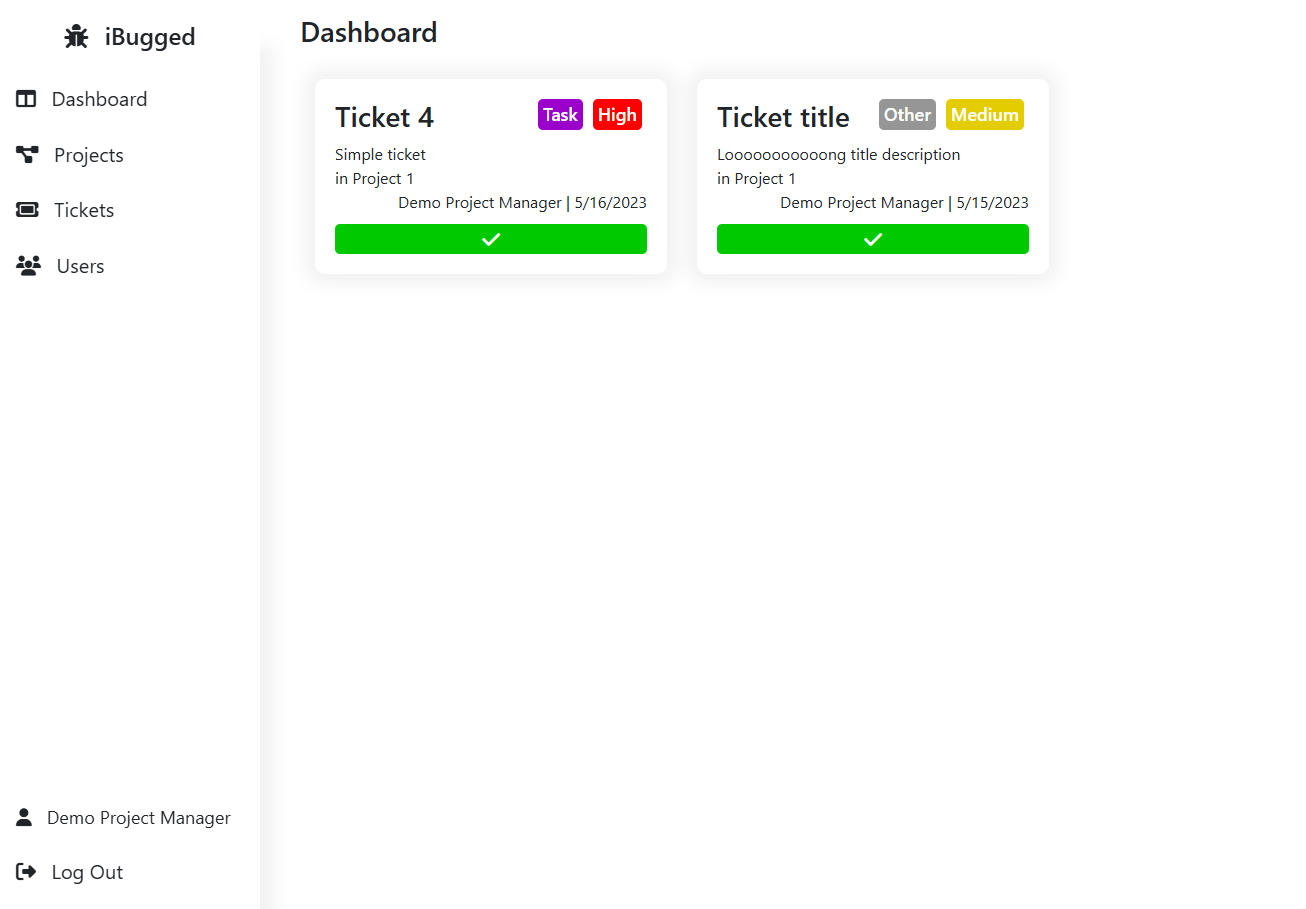 iBugged
Dashboard
Projects
Tickets
Users
Demo Project Manager
Log Out
Dashboard
Ticket 4
Task
High
Simple ticket
in Project 1
Demo Project Manager | 5/16/2023
Ticket title
Other
Medium
Looooooooooong title description
in Project 1
Demo Project Manager | 5/15/2023